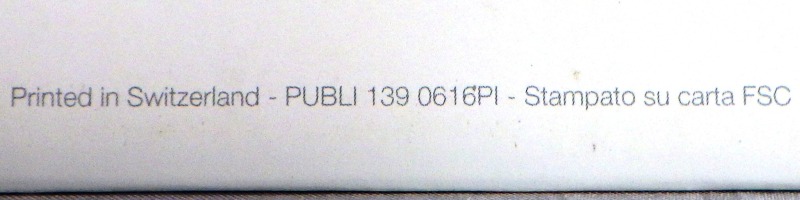 Printed in Switzerland - PUBLI 139 0616PI - Stampato su carta FSC